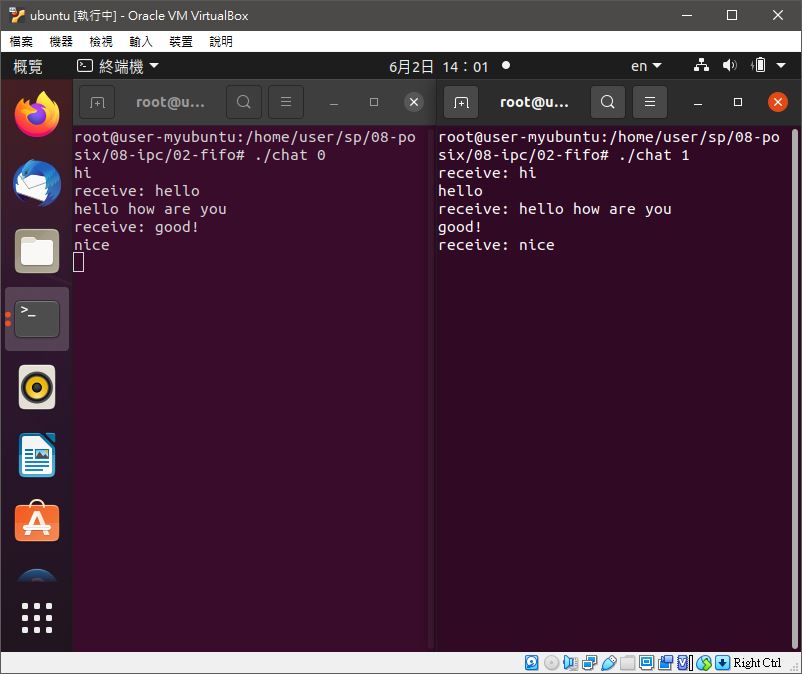 ubuntu [執行中] - Oracle VM VirtualBox
檔案 機器 檢視 輸入 裝置 說明
概覽 終端機 6月2日 14：01 en
root@u...
root@user-myubuntu:/home/user/sp/08-po
six/08-ipc/02-fifo# ./chat 0
hi
receive: hello
hello how are you
receive: good!
nice
root@u...
root@user-myubuntu:/home/user/sp/08-po
six/08-ipc/02-fifo# ./chat 1
receive: hi
hello
receive: hello how are you
good!
receive: nice
Right Ctrl